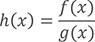 h(x) = f(x)/g(x)